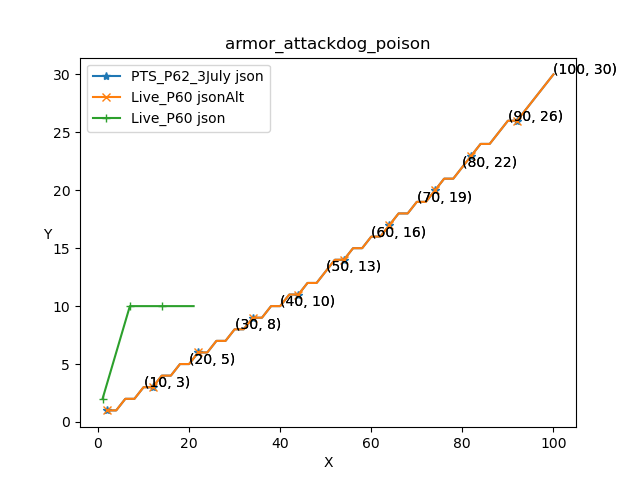 armor_attackdog_poison
PTS_P62_3July json
Live_P60 jsonAlt
Live_P60 json
Y
30
25
20
15
10
5
0
(100, 30)
(90, 26)
(80, 22)
(70, 19)
(60, 16)
(50, 13)
(40, 10)
(30, 8)
(20, 5)
(10, 3)
0 20 40 60 80 100
X